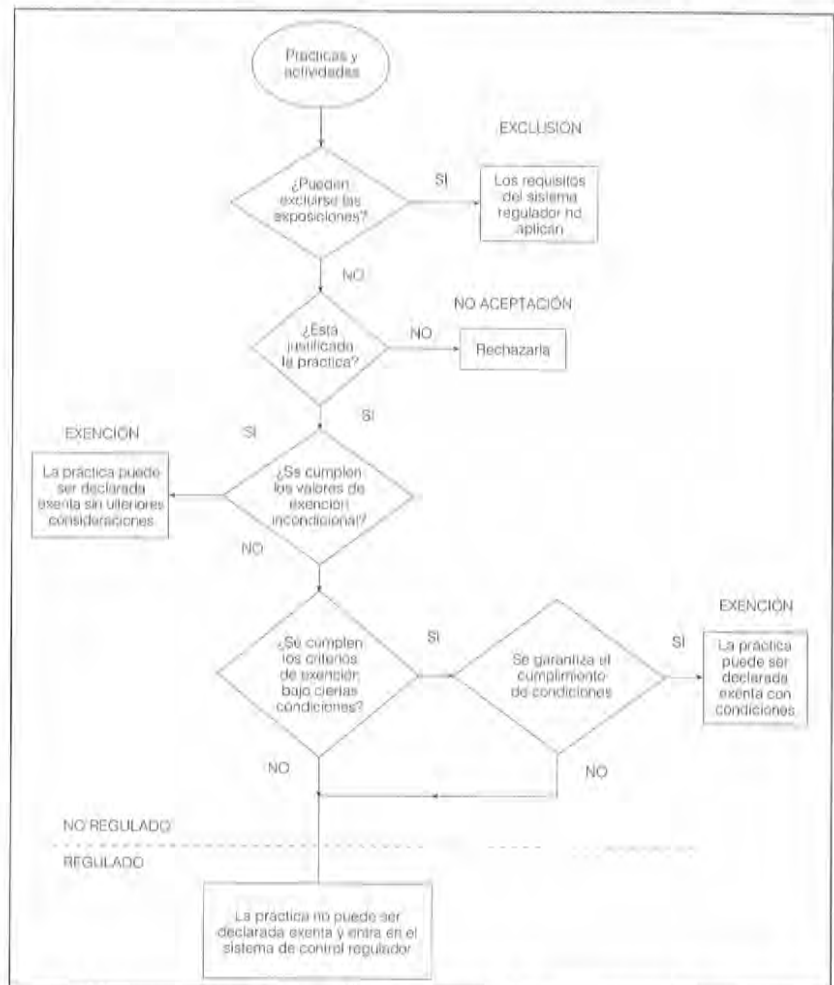 Prácticas y
actividades
EXCLUSIÓN
¿Pueden
excluirse las
exposiciones?
SI
Los requisitos
del sistema
regulador no
aplican
NO
NO ACEPTACIÓN
¿Está
justificada
la práctica?
NO
Rechazarla
SI
EXENCIÓN
SI
La práctica puede
ser declarada
exenta sin ulteriores
consideraciones
¿Se cumplen
los valores de
exención
incondicional?
NO
EXENCIÓN
¿Se cumplen
los criterios
de exención
bajo ciertas
condiciones?
SI
Se garantiza el
cumplimiento
de condiciones
SI
La práctica
puede ser
declarada
exenta con
condiciones
NO
NO
NO REGULADO
REGULADO
La práctica no puede ser
declarada exenta y entra en el
sistema de control regulador